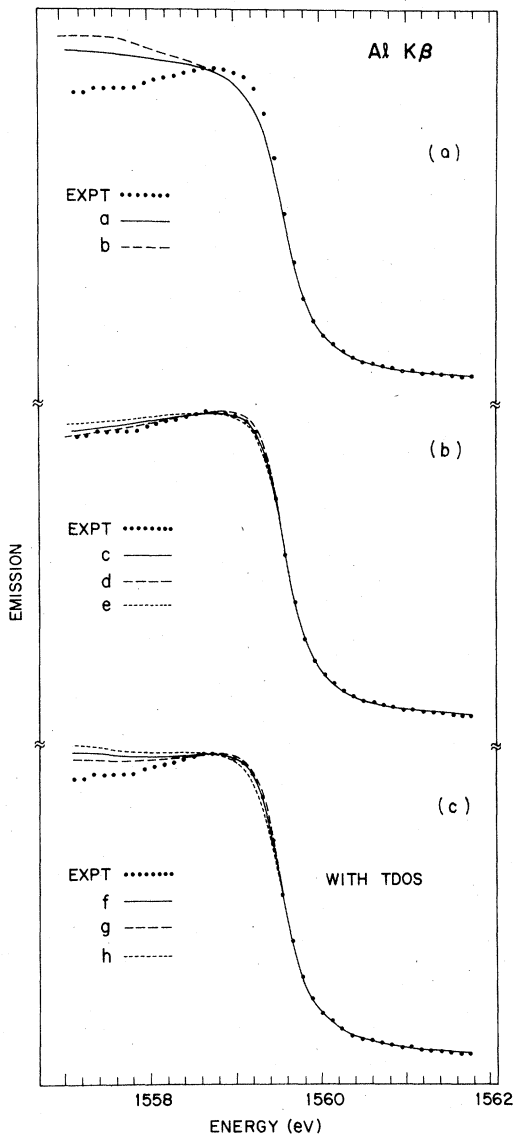 Al Kβ
(a)
EXPT
a
b
(b)
EXPT
c
d
e
EMISSION
(c)
EXPT
f
g
h
WITH TDOS
1558
1560
1562
ENERGY (eV)